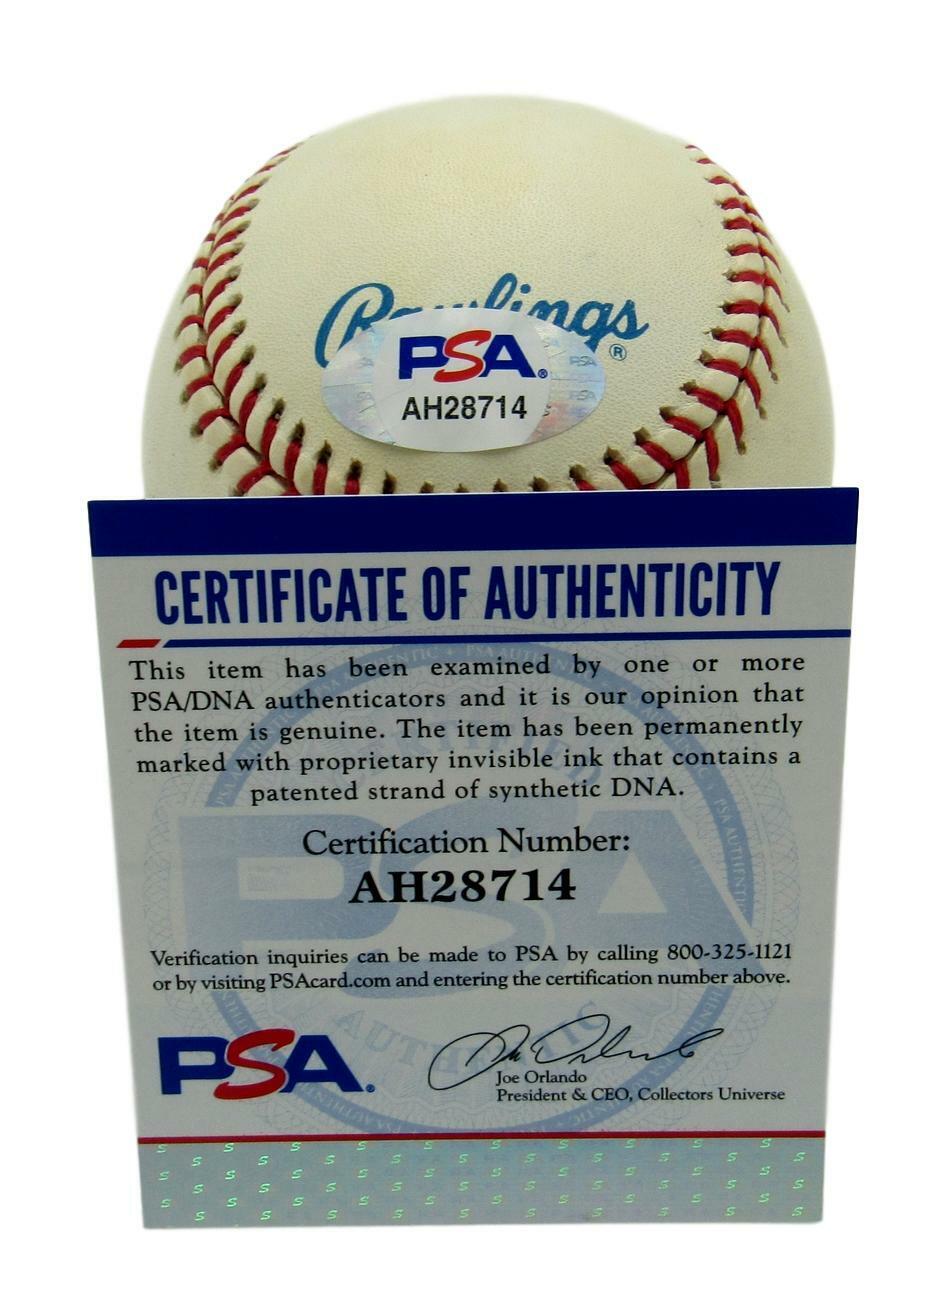 Rawlings
®
PSA®
AH28714
CERTIFICATE OF AUTHENTICITY
This item has been examined by one or more
PSA/DNA authenticators and it is our opinion that
the item is genuine. The item has been permanently
marked with proprietary invisible ink that contains a
patented strand of synthetic DNA.
Certification Number:
AH28714
Verification inquiries can be made to PSA by calling 800-325-1121
or by visiting PSAcard.com and entering the certification number above.
PSA®
Joe Orlando
President & CEO, Collectors Universe